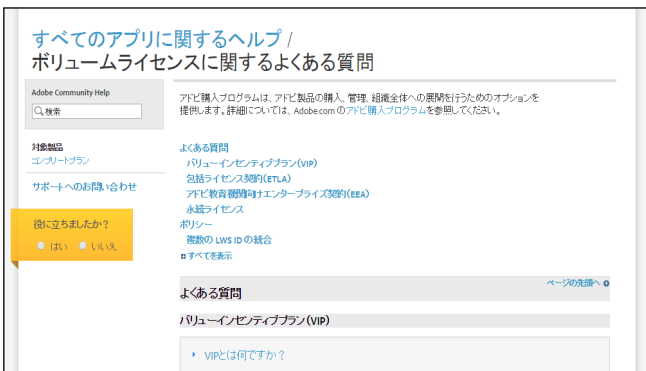 すべてのアプリに関するヘルプ /
ボリュームライセンスに関するよくある質問
Adobe Community Help
検索
対象製品
コンプリートプラン
サポートへのお問い合わせ
役に立ちましたか？
はい いいえ
アドビ購入プログラムは、アドビ製品の購入、管理、組織全体への展開を行うためのオプションを
提供します。詳細については、Adobe.com のアドビ購入プログラムを参照してください。
よくある質問
バリューインセンティブプラン(VIP)
包括ライセンス契約(ETLA)
アドビ教育機関向けエンタープライズ契約(EEA)
永続ライセンス
ポリシー
複数の LWS ID の統合
すべてを表示
ページの先頭へ
よくある質問
バリューインセンティブプラン(VIP)
VIPとは何ですか？